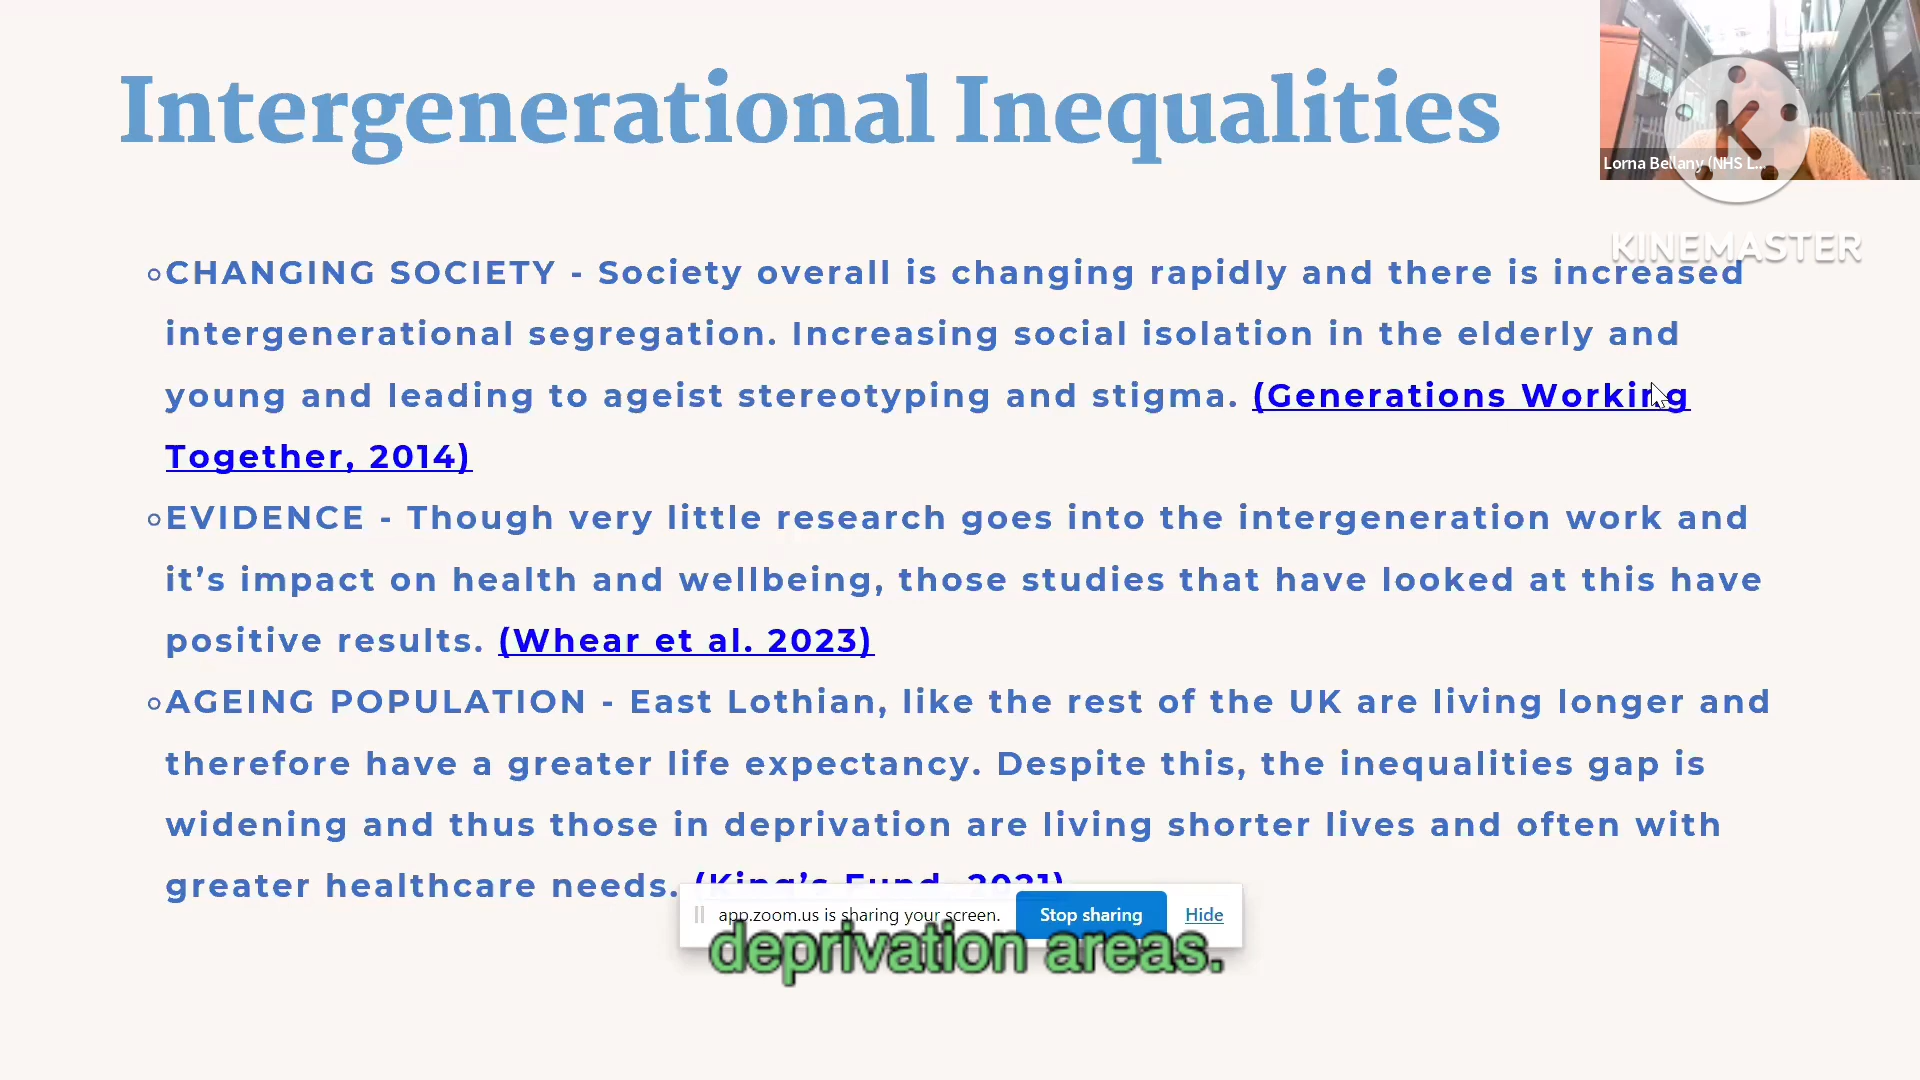 Intergenerational Inequalities
K
Lorna Bellany (NHS L...
KINEMASTER
CHANGING SOCIETY - Society overall is changing rapidly and there is increased
intergenerational segregation. Increasing social isolation in the elderly and
young and leading to ageist stereotyping and stigma. (Generations Working
Together, 2014)
EVIDENCE - Though very little research goes into the intergeneration work and
it’s impact on health and wellbeing, those studies that have looked at this have
positive results. (Whear et al. 2023)
AGEING POPULATION - East Lothian, like the rest of the UK are living longer and
therefore have a greater life expectancy. Despite this, the inequalities gap is
widening and thus those in deprivation are living shorter lives and often with
greater healthcare needs. (King’s Fund, 2021)
app.zoom.us is sharing your screen. Stop sharing Hide
deprivation areas.